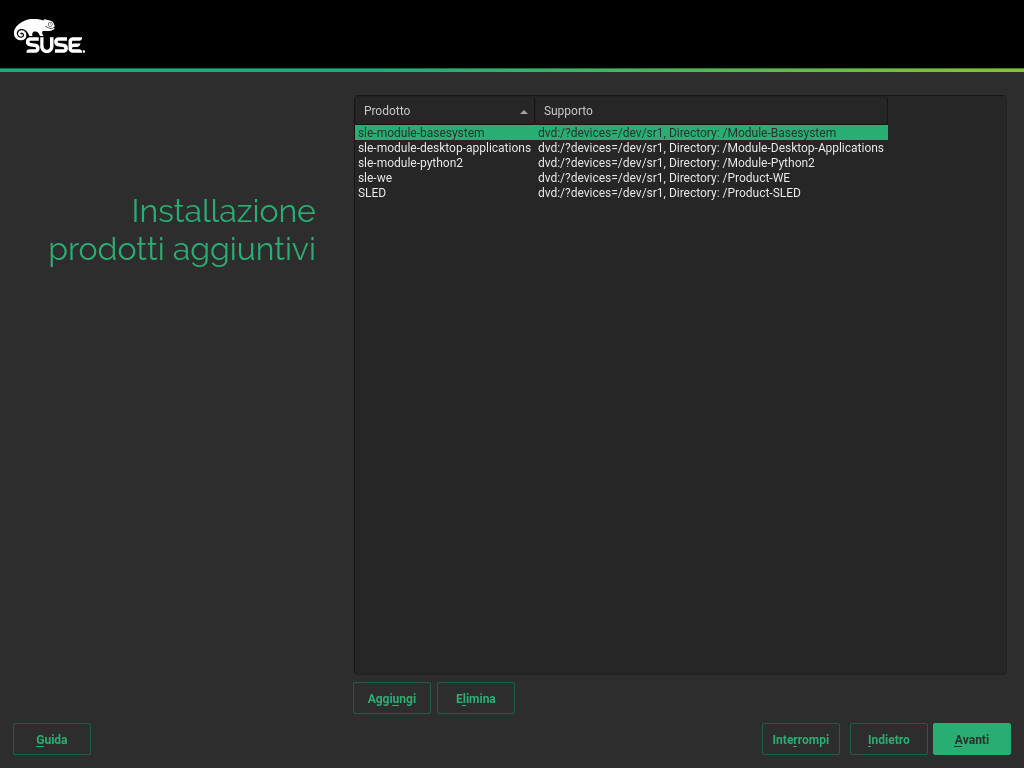 SUSE
Installazione
prodotti aggiuntivi
Prodotto Supporto
sle-module-basesystem dvd:/?devices=/dev/sr1, Directory: /Module-Basesystem
sle-module-desktop-applications dvd:/?devices=/dev/sr1, Directory: /Module-Desktop-Applications
sle-module-python2 dvd:/?devices=/dev/sr1, Directory: /Module-Python2
sle-we dvd:/?devices=/dev/sr1, Directory: /Product-WE
SLED dvd:/?devices=/dev/sr1, Directory: /Product-SLED
Aggiungi Elimina
Guida Interrompi Indietro Avanti